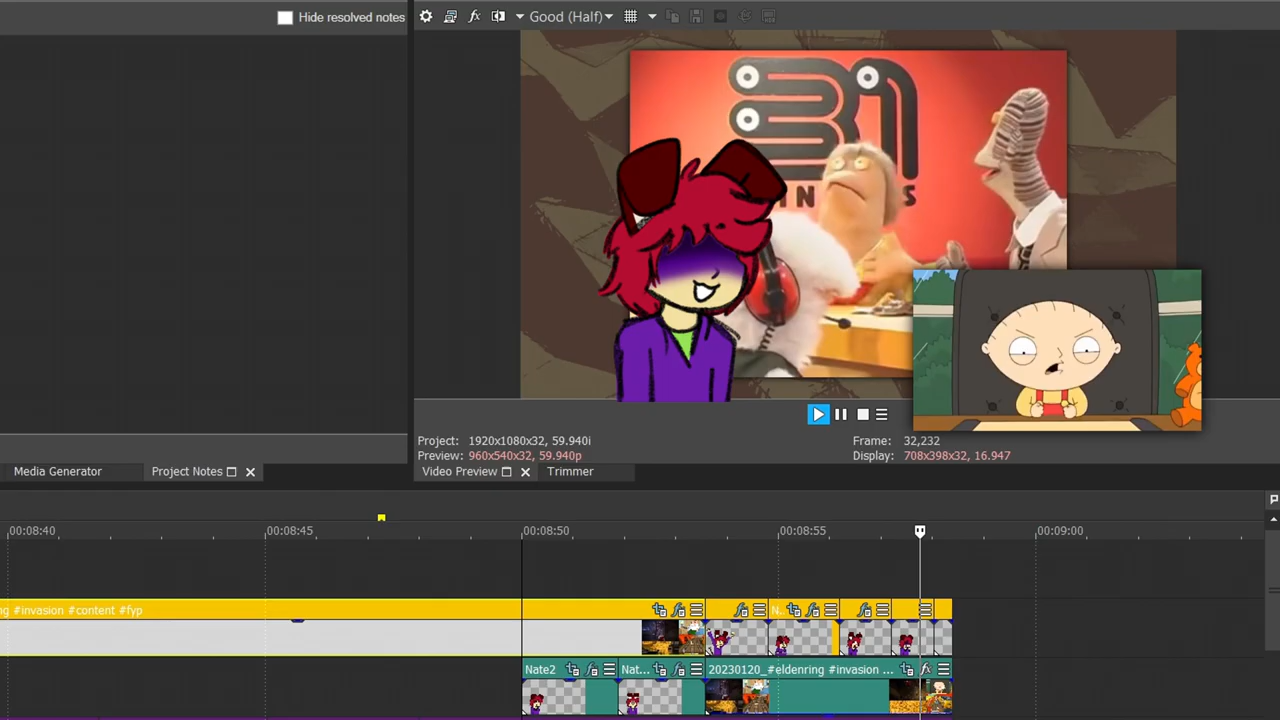 Hide resolved notes
Good (Half)
Project: 1920x1080x32, 59.940i
Preview: 960x540x32, 59.940p
Frame: 32,232
Display: 708x398x32, 16.947
Media Generator
Project Notes
Video Preview
Trimmer
00:08:40
00:08:45
00:08:50
00:08:55
00:09:00
ng #invasion #content #fyp
N.
Nate2
Nat...
20230120_#eldenring #invasion ...